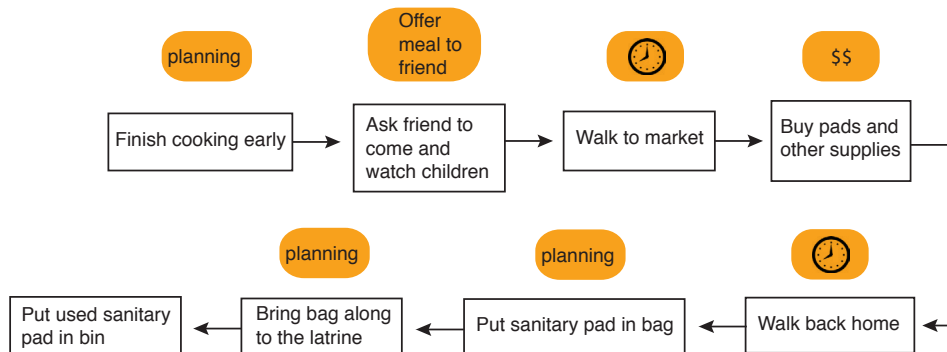 planning
Offer
meal to
friend
$$
Finish cooking early
Ask friend to
come and
watch children
Walk to market
Buy pads and
other supplies
planning
planning
Put used sanitary
pad in bin
Bring bag along
to the latrine
Put sanitary pad in bag
Walk back home